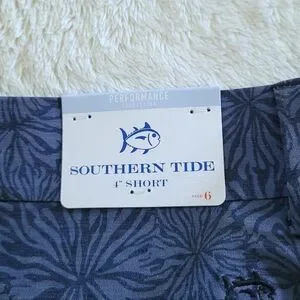 PERFORMANCE
SOUTHERN TIDE
4" SHORT
SIZE 6